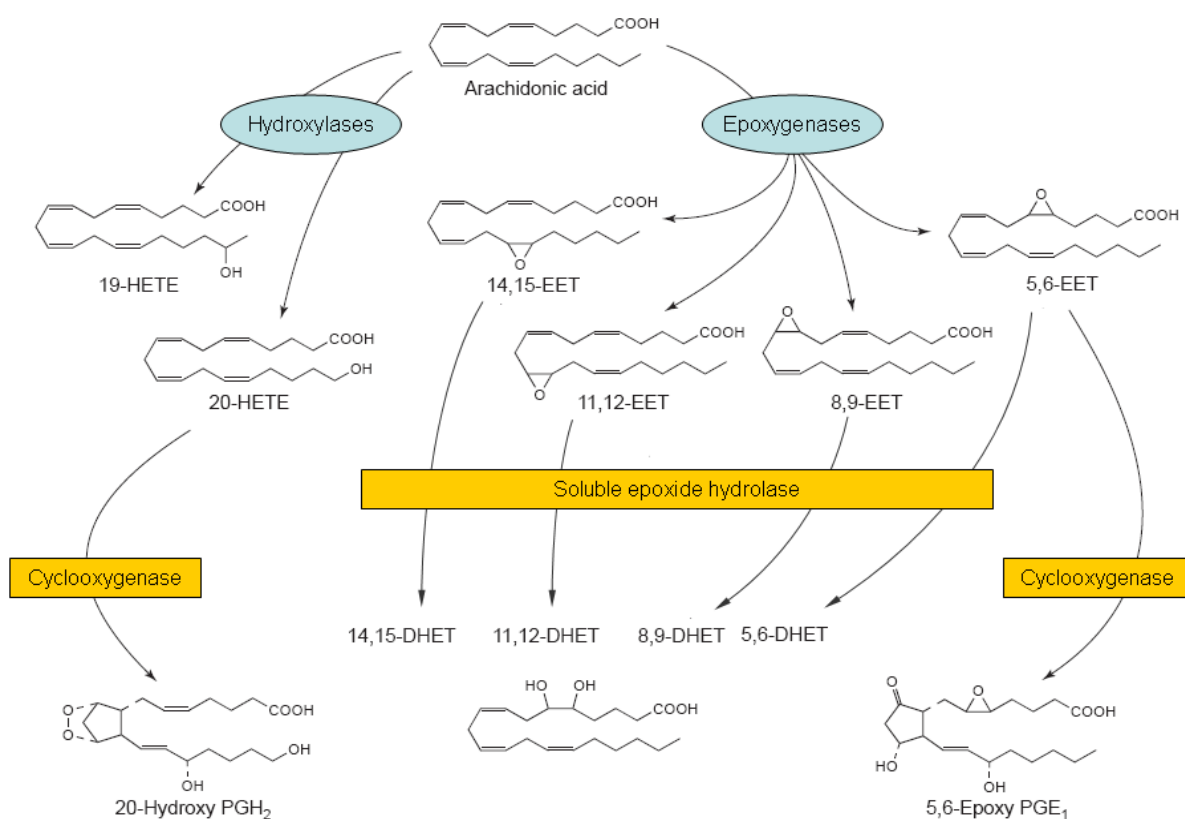 COOH
Arachidonic acid
Hydroxylases
Epoxygenases
COOH
OH
19-HETE
COOH
O
14,15-EET
O
COOH
5,6-EET
COOH
OH
20-HETE
COOH
O
11,12-EET
O
COOH
8,9-EET
Soluble epoxide hydrolase
Cyclooxygenase
Cyclooxygenase
14,15-DHET
11,12-DHET
8,9-DHET
5,6-DHET
O
O
COOH
OH
OH
20-Hydroxy PGH₂
HO
OH
COOH
O
O
COOH
HO
OH
5,6-Epoxy PGE₁